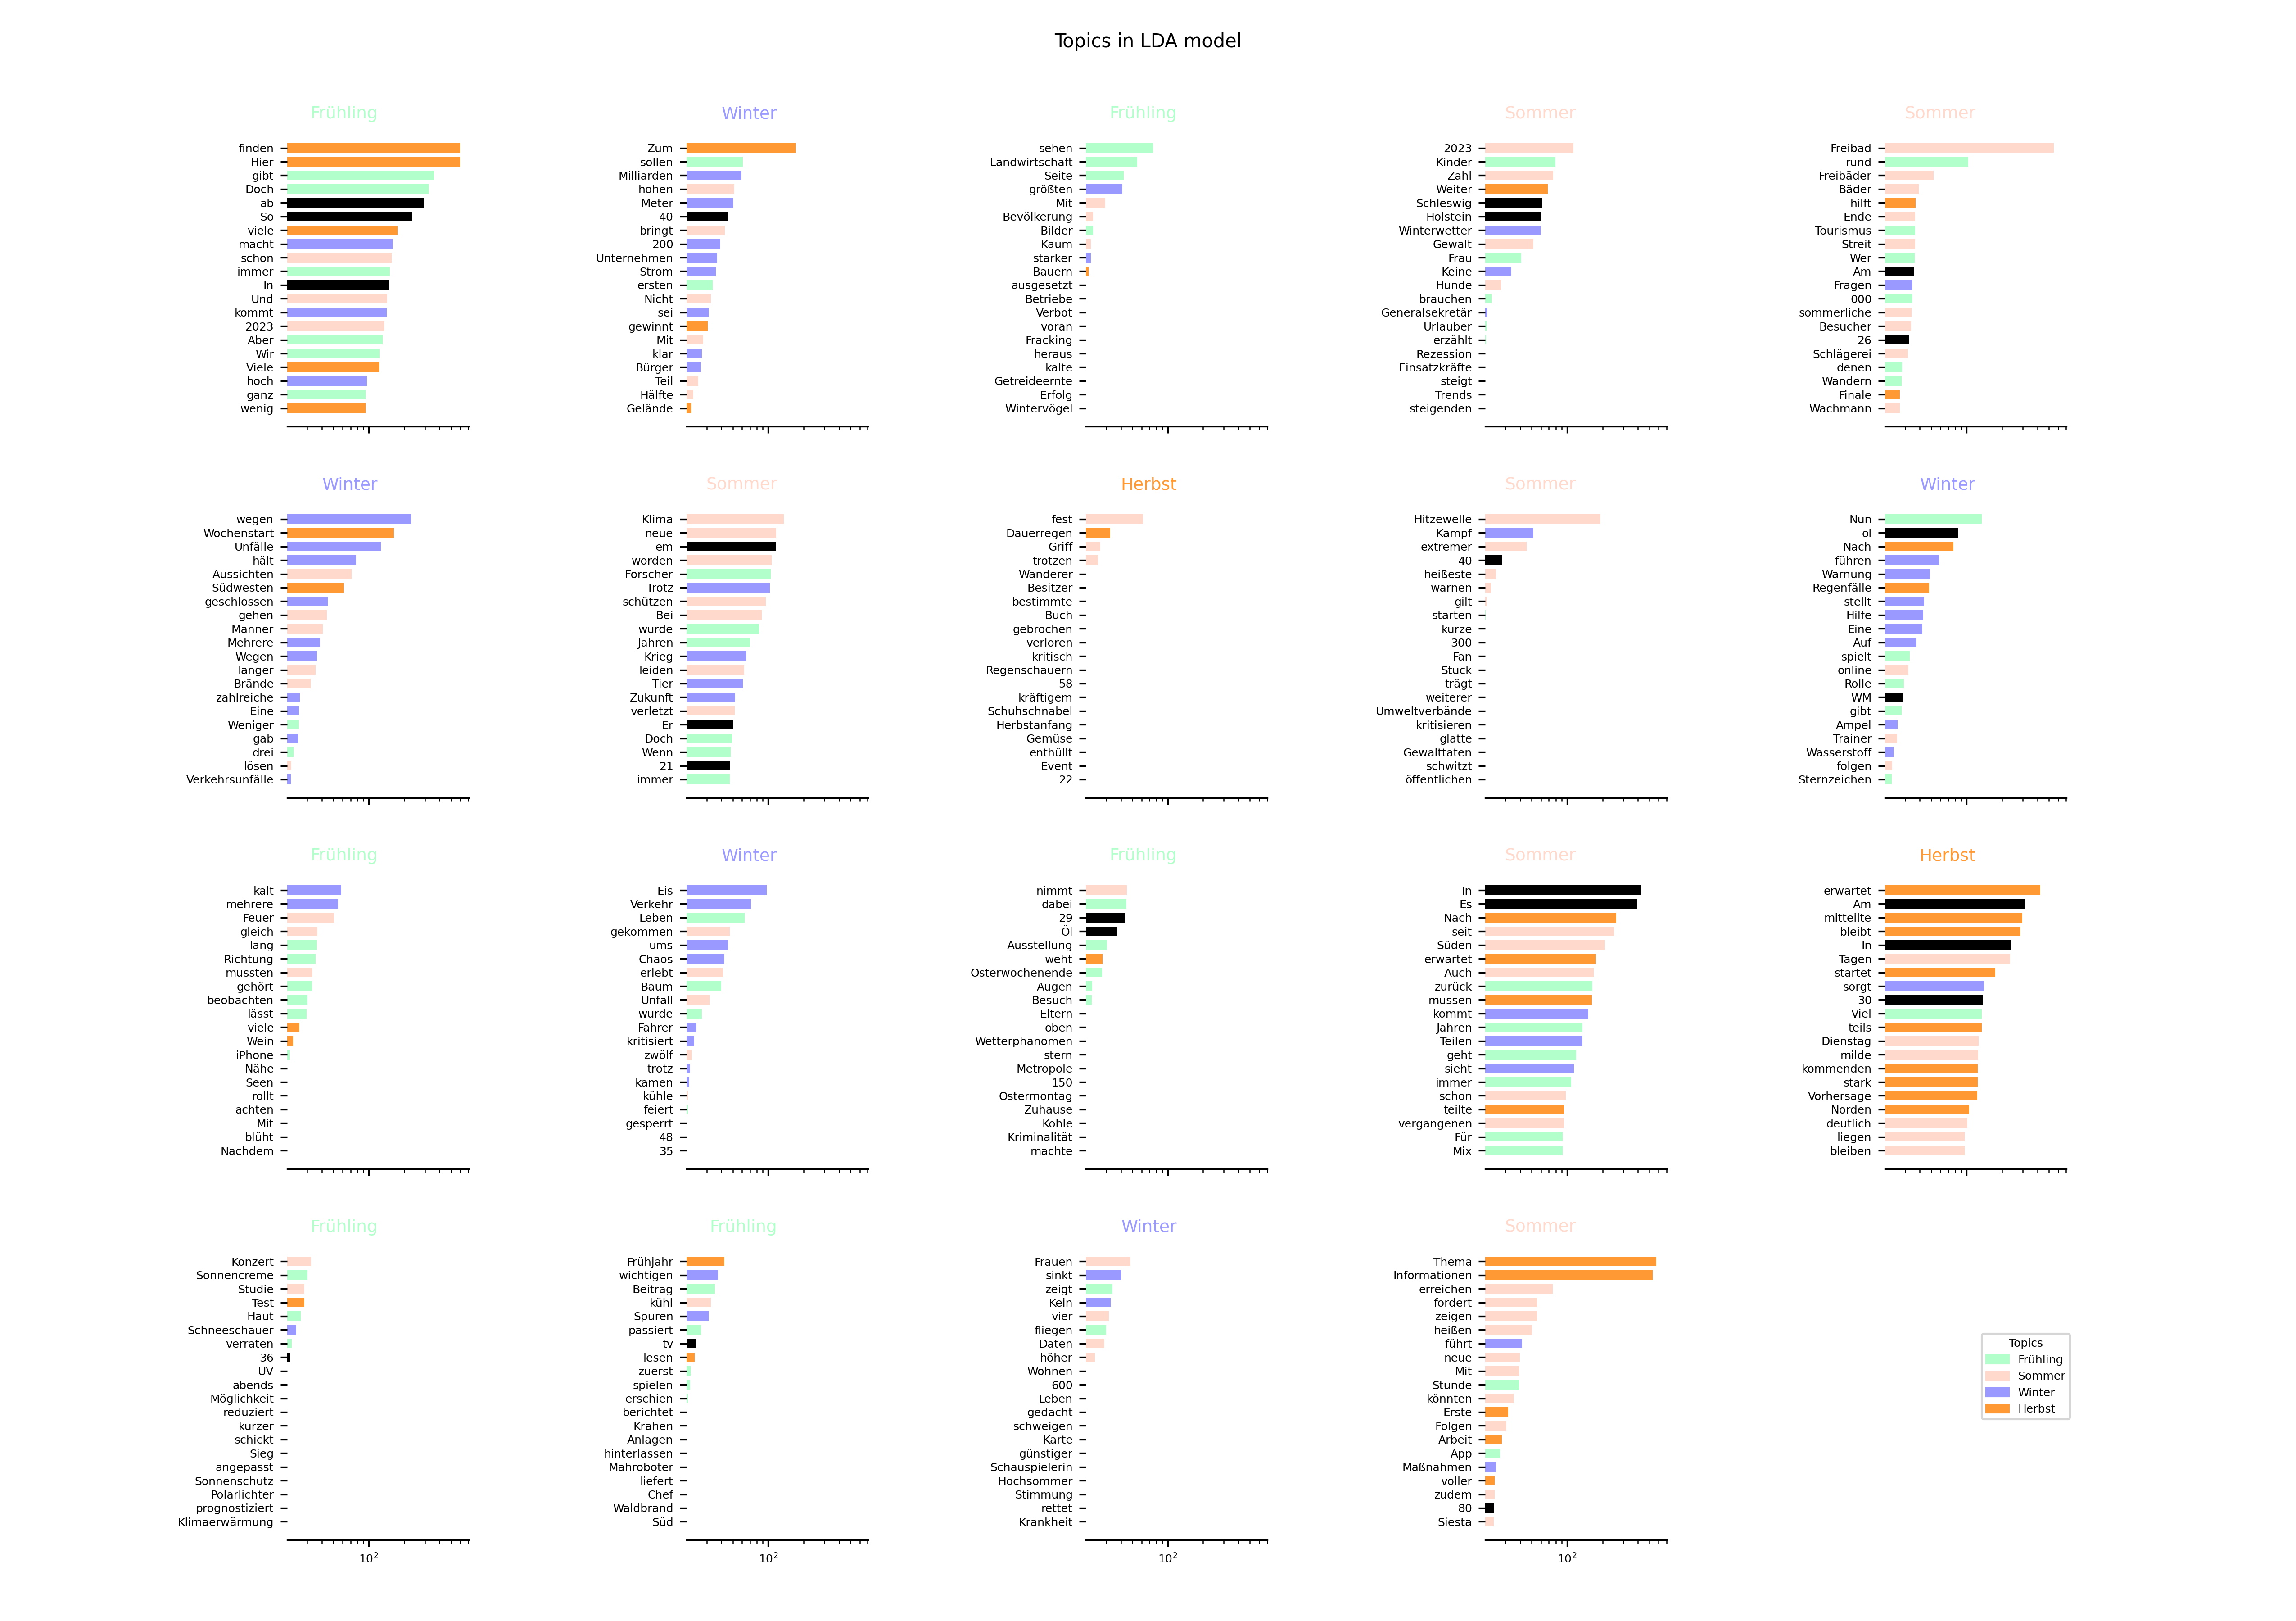 Topics in LDA model
Frühling
finden
Hier
gibt
Doch
ab
So
viele
macht
schon
immer
In
Und
kommt
2023
Aber
Wir
Viele
hoch
ganz
wenig
Winter
Zum
sollen
Milliarden
hohen
Meter
40
bringt
200
Unternehmen
Strom
ersten
Nicht
sei
gewinnt
Mit
klar
Bürger
Teil
Hälfte
Gelände
Frühling
sehen
Landwirtschaft
Seite
größten
Mit
Bevölkerung
Bilder
Kaum
stärker
Bauern
ausgesetzt
Betriebe
Verbot
voran
Fracking
heraus
kalte
Getreideernte
Erfolg
Wintervögel
Sommer
2023
Kinder
Zahl
Weiter
Schleswig
Holstein
Winterwetter
Gewalt
Frau
Keine
Hunde
brauchen
Generalsekretär
Urlauber
erzählt
Rezession
Einsatzkräfte
steigt
Trends
steigenden
Sommer
Freibad
rund
Freibäder
Bäder
hilft
Ende
Tourismus
Streit
Wer
Am
Fragen
000
sommerliche
Besucher
26
Schlägerei
denen
Wandern
Finale
Wachmann
Winter
wegen
Wochenstart
Unfälle
hält
Aussichten
Südwesten
geschlossen
gehen
Männer
Mehrere
Wegen
länger
Brände
zahlreiche
Eine
Weniger
gab
drei
lösen
Verkehrsunfälle
Sommer
Klima
neue
em
worden
Forscher
Trotz
schützen
Bei
wurde
Jahren
Krieg
leiden
Tier
Zukunft
verletzt
Er
Doch
Wenn
21
immer
Herbst
fest
Dauerregen
Griff
trotzen
Wanderer
Besitzer
bestimmte
Buch
gebrochen
verloren
kritisch
Regenschauern
58
kräftigem
Schuhschnabel
Herbstanfang
Gemüse
enthüllt
Event
22
Sommer
Hitzewelle
Kampf
extremer
40
heißeste
warnen
gilt
starten
kurze
300
Fan
Stück
trägt
weiterer
Umweltverbände
kritisieren
glatte
Gewalttaten
schwitzt
öffentlichen
Winter
Nun
ol
Nach
führen
Warnung
Regenfälle
stellt
Hilfe
Eine
Auf
spielt
online
Rolle
WM
gibt
Ampel
Trainer
Wasserstoff
folgen
Sternzeichen
Frühling
kalt
mehrere
Feuer
gleich
lang
Richtung
mussten
gehört
beobachten
lässt
viele
Wein
iPhone
Nähe
Seen
rollt
achten
Mit
blüht
Nachdem
Winter
Eis
Verkehr
Leben
gekommen
ums
Chaos
erlebt
Baum
Unfall
wurde
Fahrer
kritisiert
zwölf
trotz
kamen
kühle
feiert
gesperrt
48
35
Frühling
nimmt
dabei
29
Öl
Ausstellung
weht
Osterwochenende
Augen
Besuch
Eltern
oben
Wetterphänomen
stern
Metropole
150
Ostermontag
Zuhause
Kohle
Kriminalität
machte
Sommer
In
Es
Nach
seit
Süden
erwartet
Auch
zurück
müssen
kommt
Jahren
Teilen
geht
sieht
immer
schon
teilte
vergangenen
Für
Mix
Herbst
erwartet
Am
mitteilte
bleibt
In
Tagen
startet
sorgt
30
Viel
teils
Dienstag
milde
kommenden
stark
Vorhersage
Norden
deutlich
liegen
bleiben
Frühling
Konzert
Sonnencreme
Studie
Test
Haut
Schneeschauer
verraten
36
UV
abends
Möglichkeit
reduziert
kürzer
schickt
Sieg
angepasst
Sonnenschutz
Polarlichter
prognostiziert
Klimaerwärmung
10²
Frühling
Frühjahr
wichtigen
Beitrag
kühl
Spuren
passiert
tv
lesen
zuerst
spielen
erschien
berichtet
Krähen
Anlagen
hinterlassen
Mähroboter
liefert
Chef
Waldbrand
Süd
10²
Winter
Frauen
sinkt
zeigt
Kein
vier
fliegen
Daten
höher
Wohnen
600
Leben
gedacht
schweigen
Karte
günstiger
Schauspielerin
Hochsommer
Stimmung
rettet
Krankheit
10²
Sommer
Thema
Informationen
erreichen
fordert
zeigen
heißen
führt
neue
Mit
Stunde
könnten
Erste
Folgen
Arbeit
App
Maßnahmen
voller
zudem
80
Siesta
10²
Topics
Frühling
Sommer
Winter
Herbst